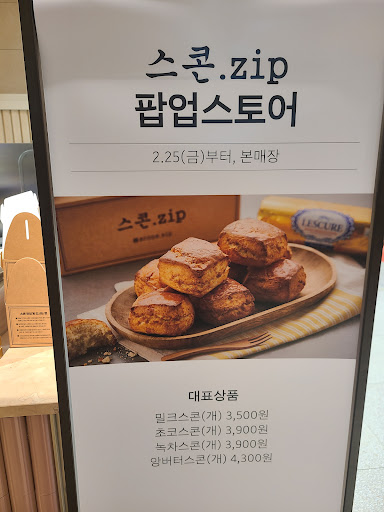 스콘.zip
팝업스토어
2.25(금)부터, 본매장
스콘.zip
LESCURE
대표상품
밀크스콘(개) 3,500원
초코스콘(개) 3,900원
녹차스콘(개) 3,900원
앙버터스콘(개) 4,300원